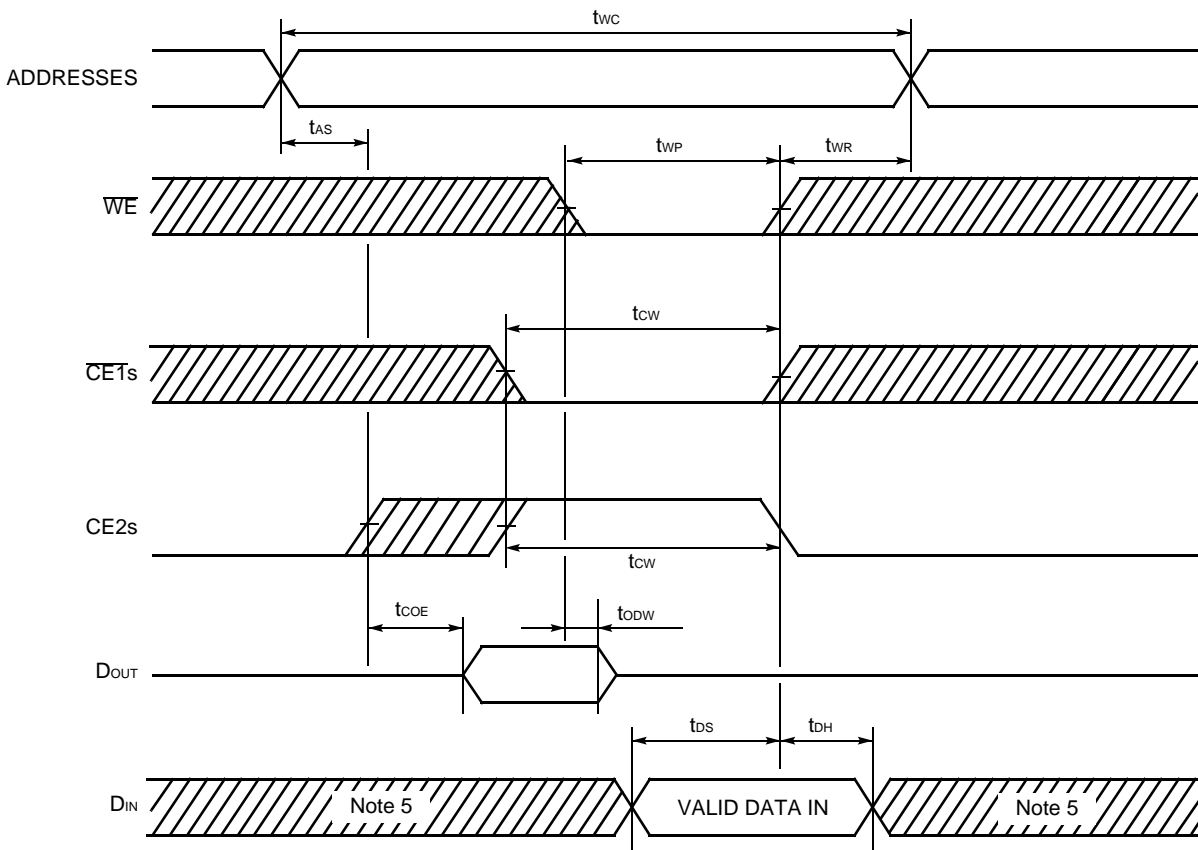 tWC
ADDRESSES
tAS
tWP
tWR
WE
tCW
CE1s
CE2s
tCW
tCOE
tODW
DOUT
tDS
tDH
DIN
Note 5
VALID DATA IN
Note 5